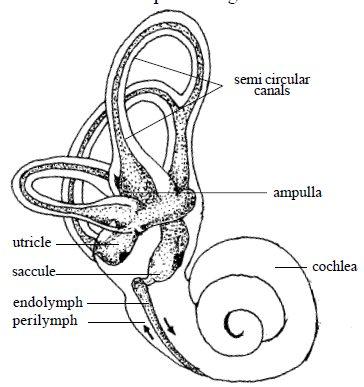 semi circular
canals
ampulla
utricle
cochlea
saccule
endolymph
perilymph